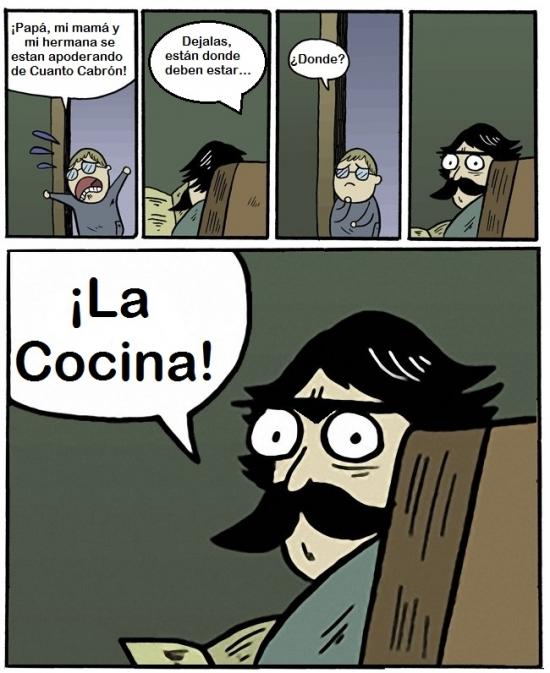 ¡Papá, mi mamá y
mi hermana se
estan apoderando
de Cuanto Cabrón!
Dejalas,
están donde
deben estar...
¿Donde?
¡La
Cocina!